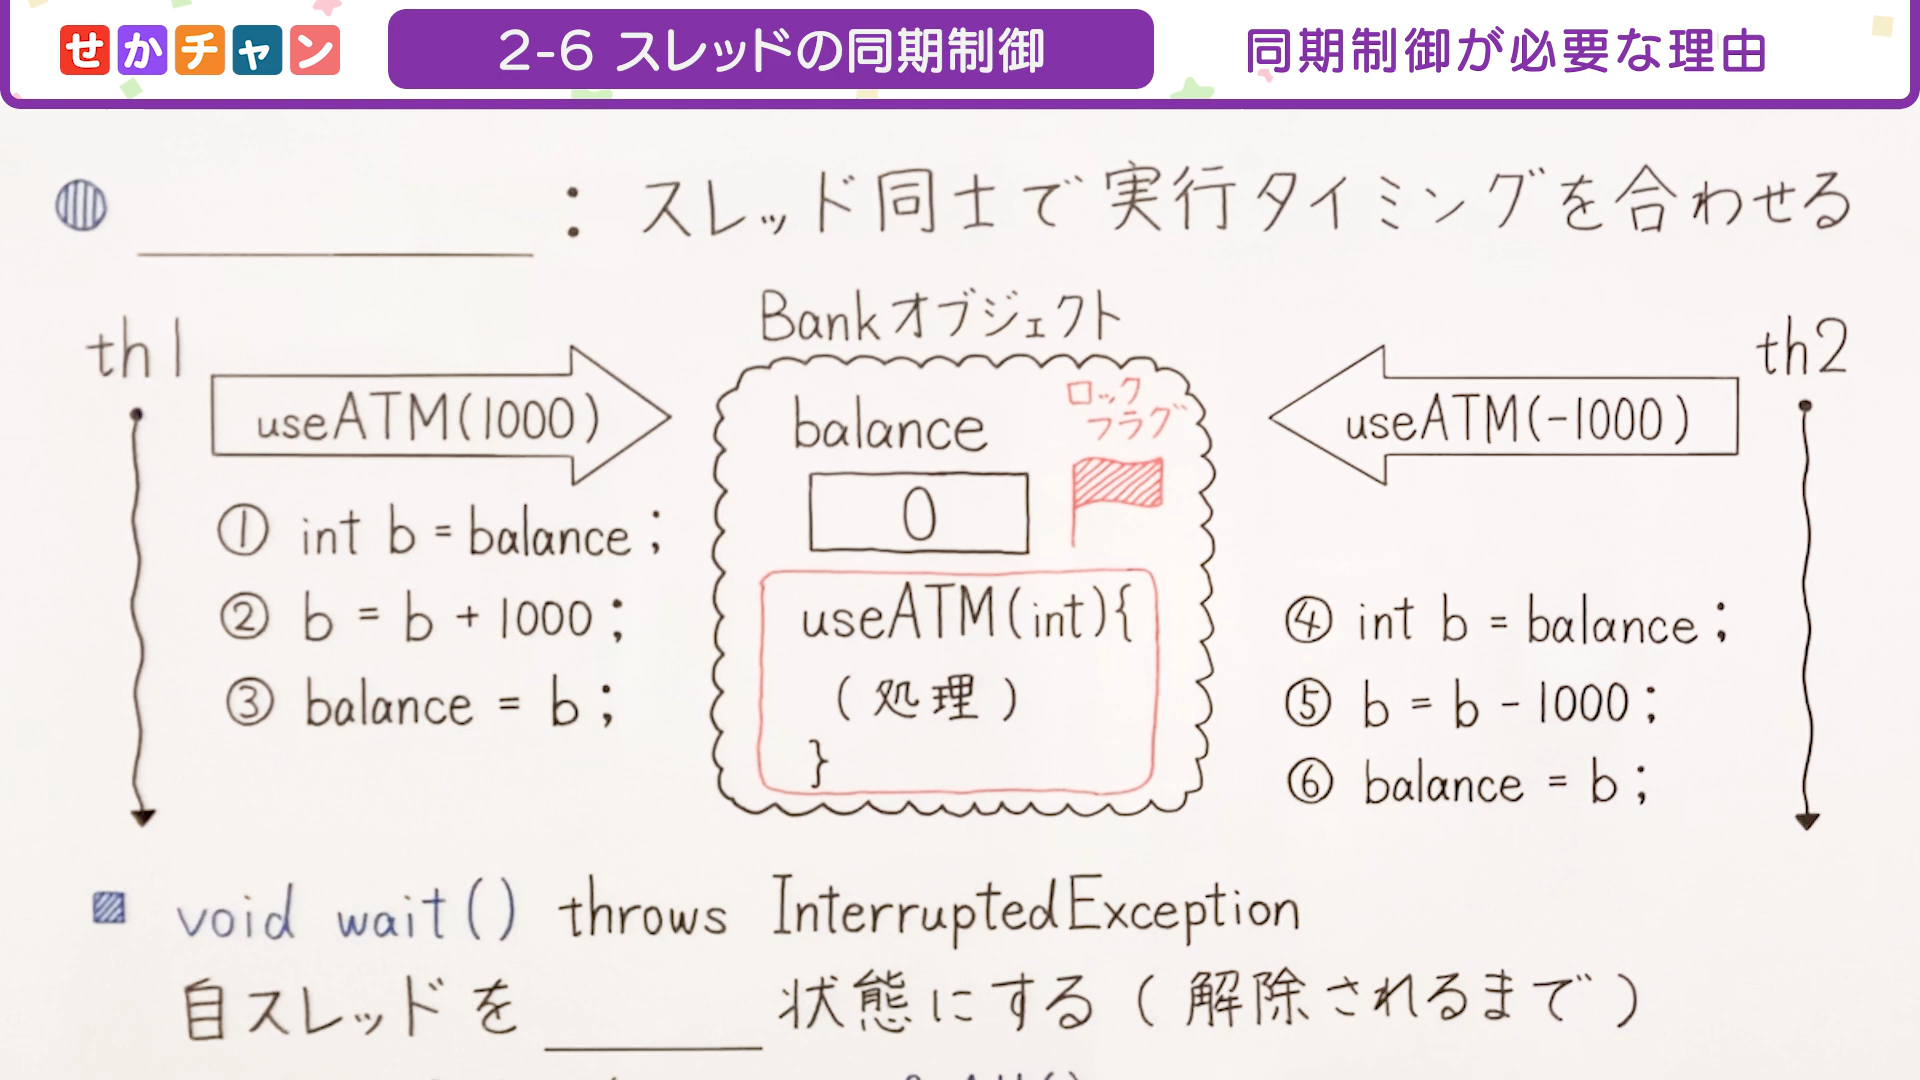 せかチャン
2-6 スレッドの同期制御
同期制御が必要な理由
： スレッド同士で実行タイミングを合わせる
Bankオブジェクト
th1
th2
useATM(1000)
balance
ロック
フラグ
useATM(-1000)
0
① int b = balance;
② b = b + 1000;
③ balance = b;
useATM(int){
(処理)
}
④ int b = balance;
⑤ b = b - 1000;
⑥ balance = b;
void wait() throws InterruptedException
自スレッドを 状態にする (解除されるまで)